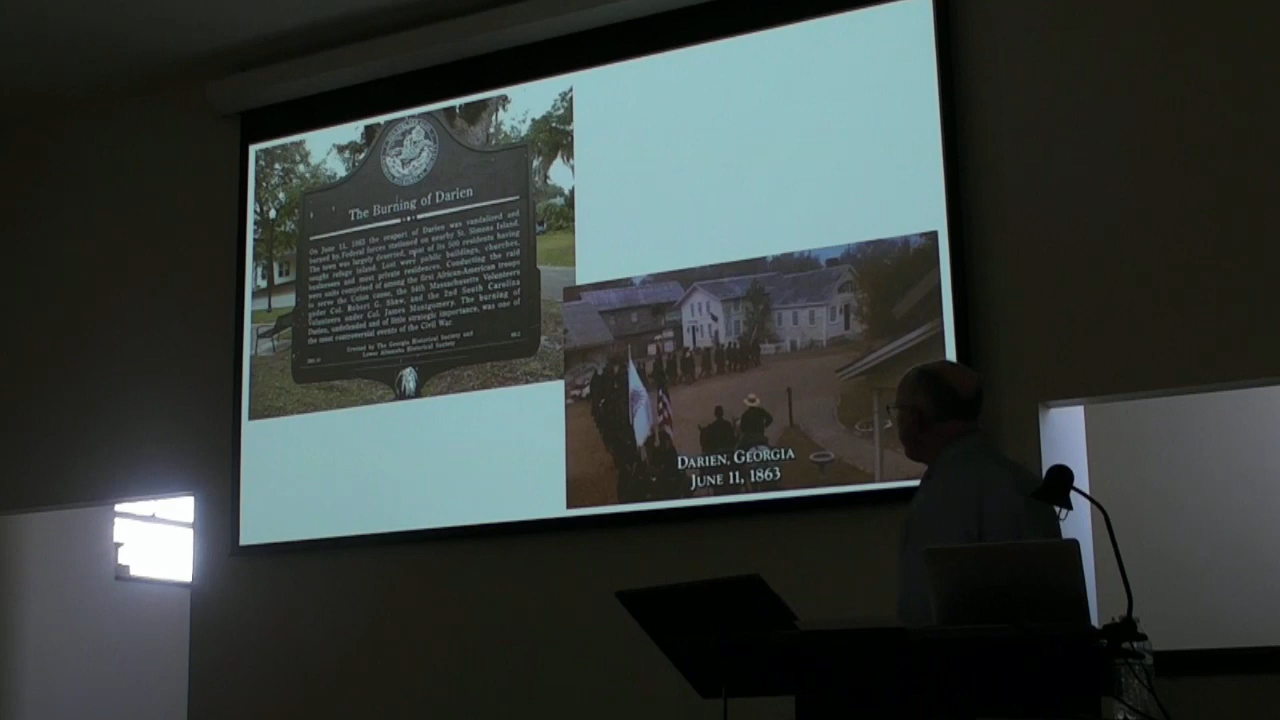 The Burning of Darien
On June 11, 1863 the seaport of Darien was vandalized and
burned by Federal forces stationed on nearby St. Simons Island.
The town was largely deserted, most of its 500 residents having
sought refuge inland. Lost were public buildings, churches,
businesses and most private residences. Conducting the raid
were units comprised of among the first African-American troops
to serve the Union cause, the 54th Massachusetts Volunteers
under Col. Robert G. Shaw, and the 2nd South Carolina
Volunteers under Col. James Montgomery. The burning of
Darien, undefended and of little strategic importance, was one of
the most controversial events of the Civil War.
Erected by The Georgia Historical Society and
Lower Altamaha Historical Society
DARIEN, GEORGIA
JUNE 11, 1863